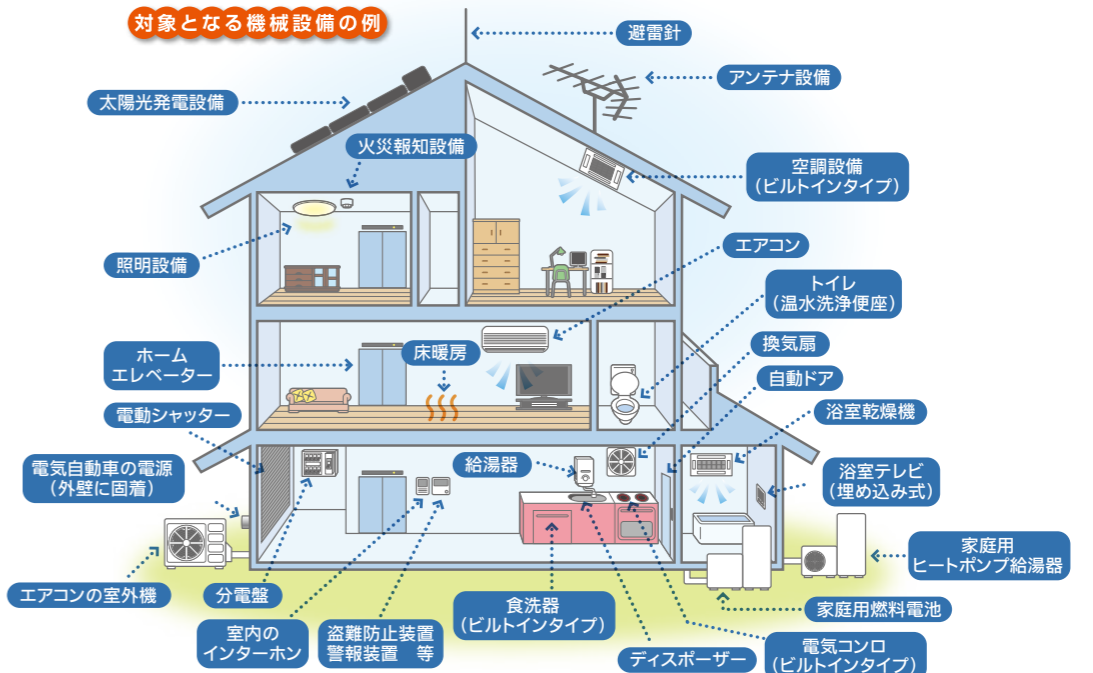 対象となる機械設備の例
避雷針
アンテナ設備
太陽光発電設備
火災報知設備
空調設備
(ビルトインタイプ)
エアコン
照明設備
トイレ
(温水洗浄便座)
換気扇
ホーム
エレベーター
床暖房
自動ドア
電動シャッター
浴室乾燥機
電気自動車の電源
(外壁に固着)
給湯器
浴室テレビ
(埋め込み式)
家庭用
ヒートポンプ給湯器
エアコンの室外機
分電盤
食洗器
(ビルトインタイプ)
家庭用燃料電池
室内の
インターホン
盗難防止装置
警報装置 等
ディスポーザー
電気コンロ
(ビルトインタイプ)